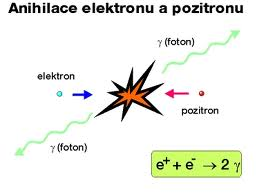 Anihilace elektronu a pozitronu
γ (foton)
elektron
pozitron
γ (foton)
e⁺ + e⁻ → 2 γ